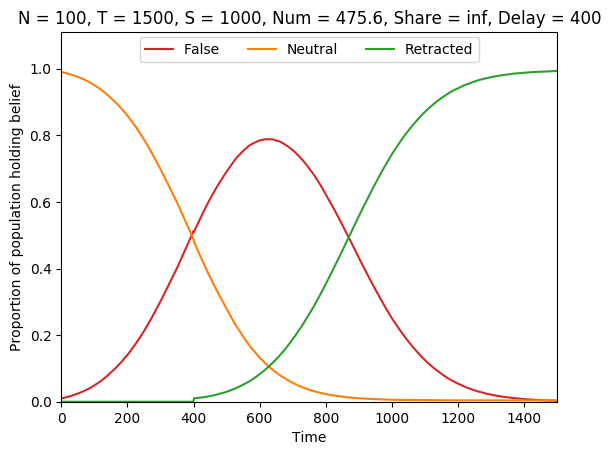 N = 100, T = 1500, S = 1000, Num = 475.6, Share = inf, Delay = 400
False Neutral Retracted
Proportion of population holding belief
1.0
0.8
0.6
0.4
0.2
0.0
0 200 400 600 800 1000 1200 1400
Time